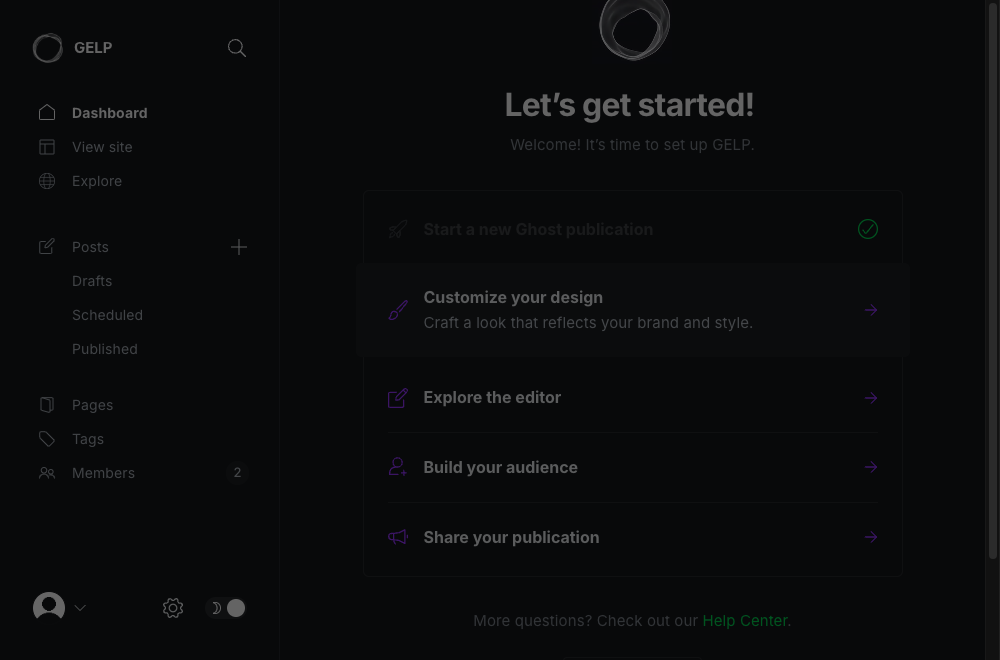 GELP
Dashboard
View site
Explore
Posts
Drafts
Scheduled
Published
Pages
Tags
Members 2
Let’s get started!
Welcome! It’s time to set up GELP.
Start a new Ghost publication
Customize your design
Craft a look that reflects your brand and style.
Explore the editor
Build your audience
Share your publication
More questions? Check out our Help Center.